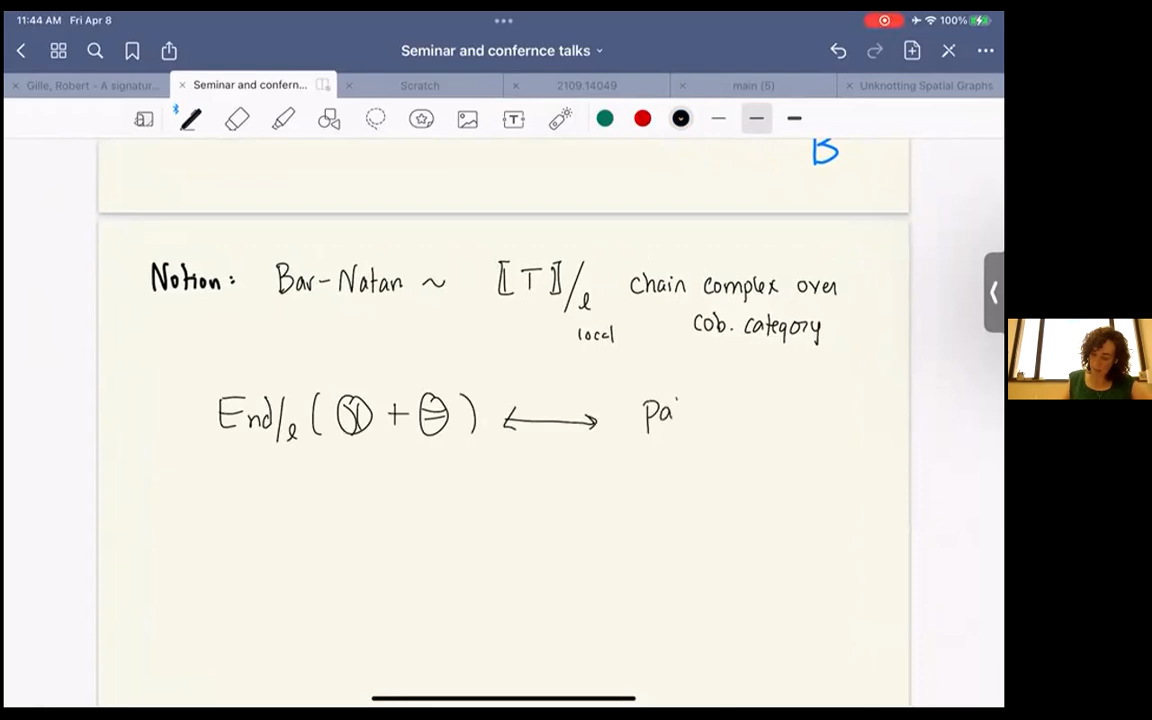 11:44 AM Fri Apr 8
100%
Seminar and confernce talks
Gille, Robert - A signatur...
Seminar and confern...
Scratch
2109.14049
main (5)
Unknotting Spatial Graphs
B
Notion: Bar-Natan ~ [[T]]/l chain complex over
local cob. category
End/l ( + ) ⟷ pa